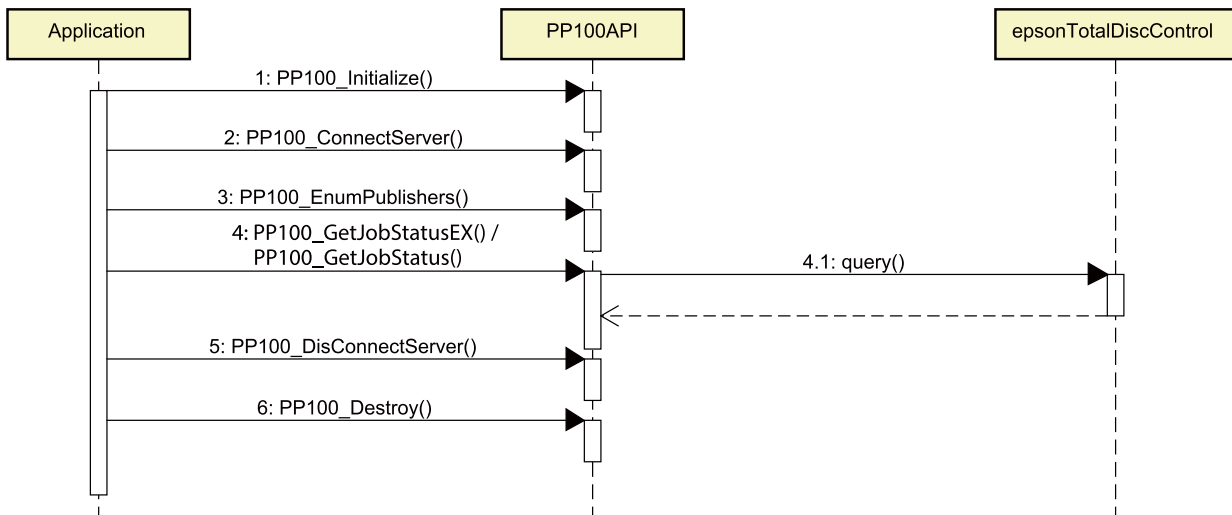 Application
PP100API
epsonTotalDiscControl
1: PP100_Initialize()
2: PP100_ConnectServer()
3: PP100_EnumPublishers()
4: PP100_GetJobStatusEX() /
PP100_GetJobStatus()
4.1: query()
5: PP100_DisConnectServer()
6: PP100_Destroy()